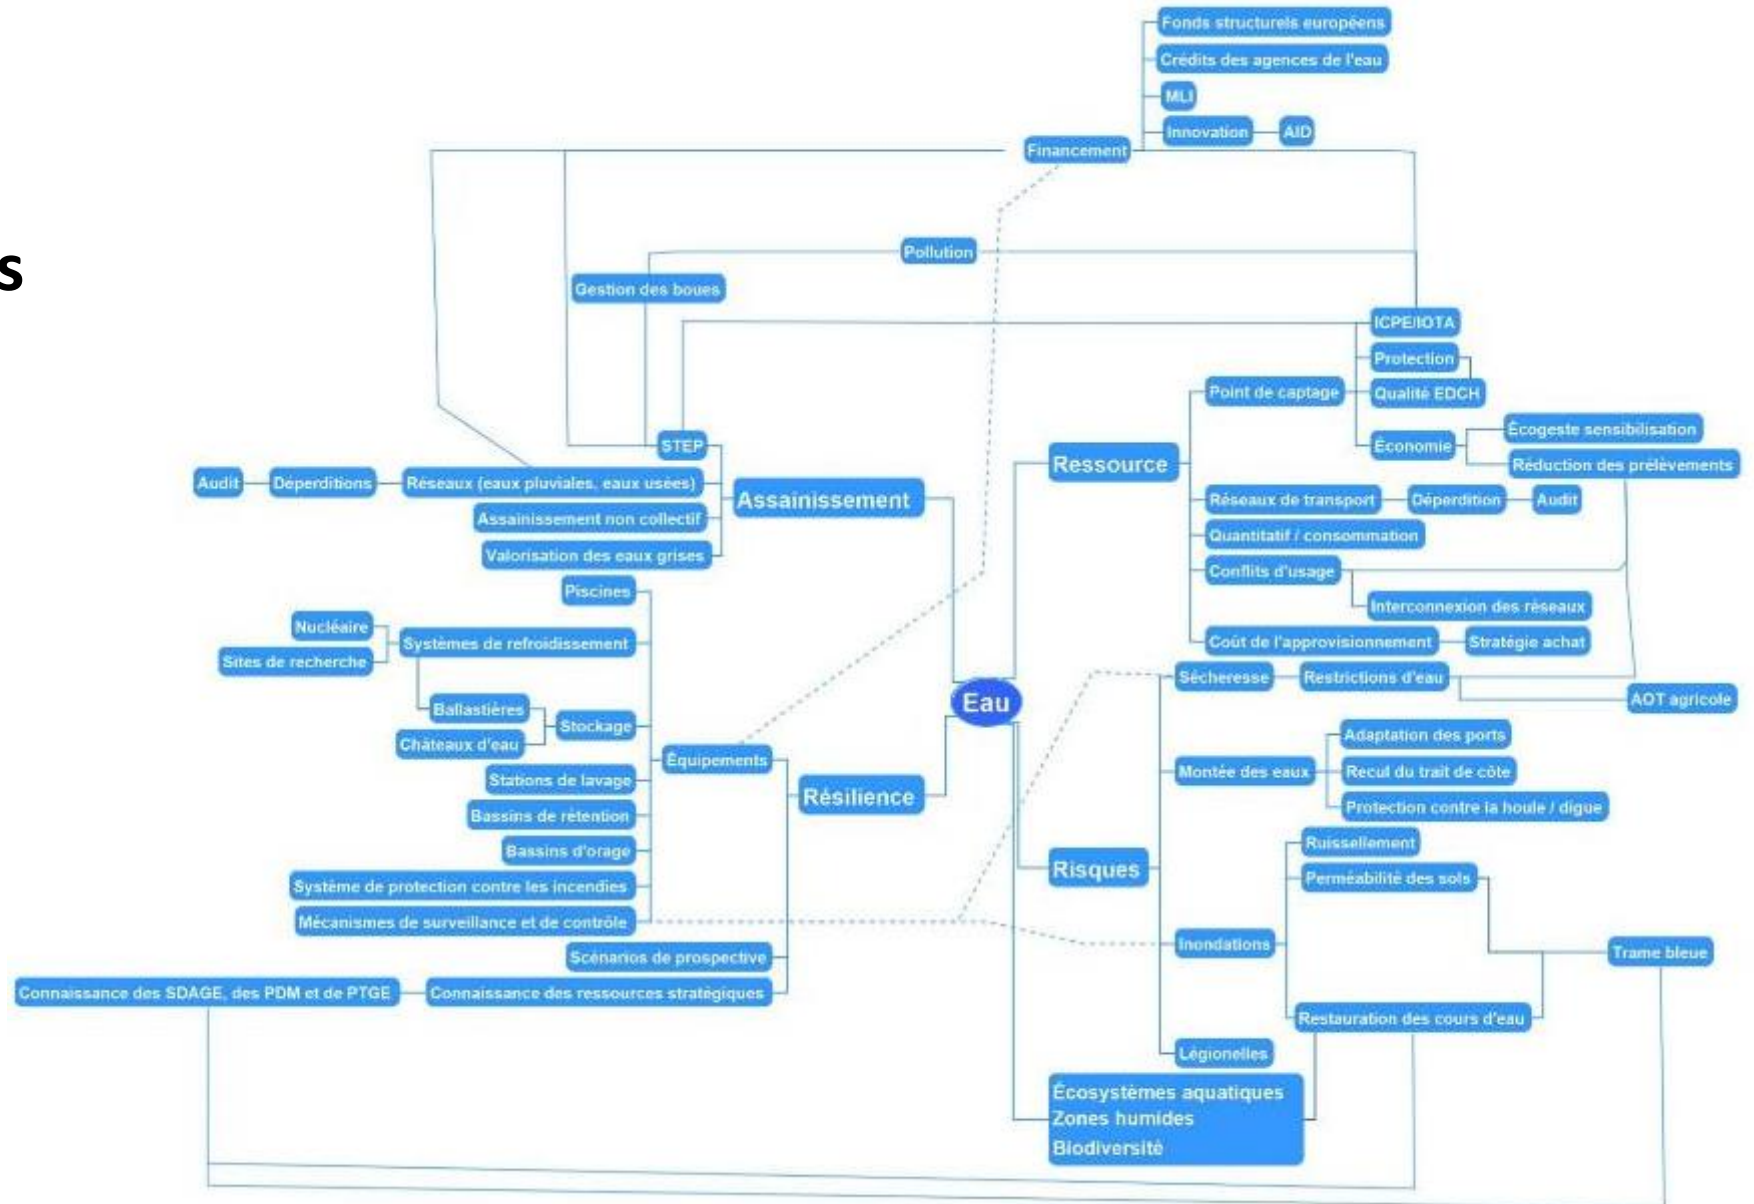 s
Fonds structurels européens
Crédits des agences de l'eau
MLI
Innovation
AID
Financement
Pollution
Gestion des boues
ICPE/IOTA
Protection
Point de captage
Qualité EDCH
Écogeste sensibilisation
Économie
Réduction des prélèvements
STEP
Ressource
Audit
Déperditions
Réseaux (eaux pluviales, eaux usées)
Assainissement
Assainissement non collectif
Valorisation des eaux grises
Réseaux de transport
Déperdition
Audit
Quantitatif / consommation
Conflits d'usage
Interconnexion des réseaux
Coût de l'approvisionnement
Stratégie achat
Piscines
Nucléaire
Systèmes de refroidissement
Sites de recherche
Ballastières
Stockage
Châteaux d'eau
Équipements
Stations de lavage
Résilience
Bassins de rétention
Bassins d'orage
Système de protection contre les incendies
Mécanismes de surveillance et de contrôle
Scénarios de prospective
Connaissance des SDAGE, des PDM et de PTGE
Connaissance des ressources stratégiques
Eau
Sécheresse
Restrictions d'eau
AOT agricole
Adaptation des ports
Montée des eaux
Recul du trait de côte
Protection contre la houle / digue
Risques
Ruissellement
Perméabilité des sols
Inondations
Trame bleue
Restauration des cours d'eau
Légionelles
Écosystèmes aquatiques
Zones humides
Biodiversité